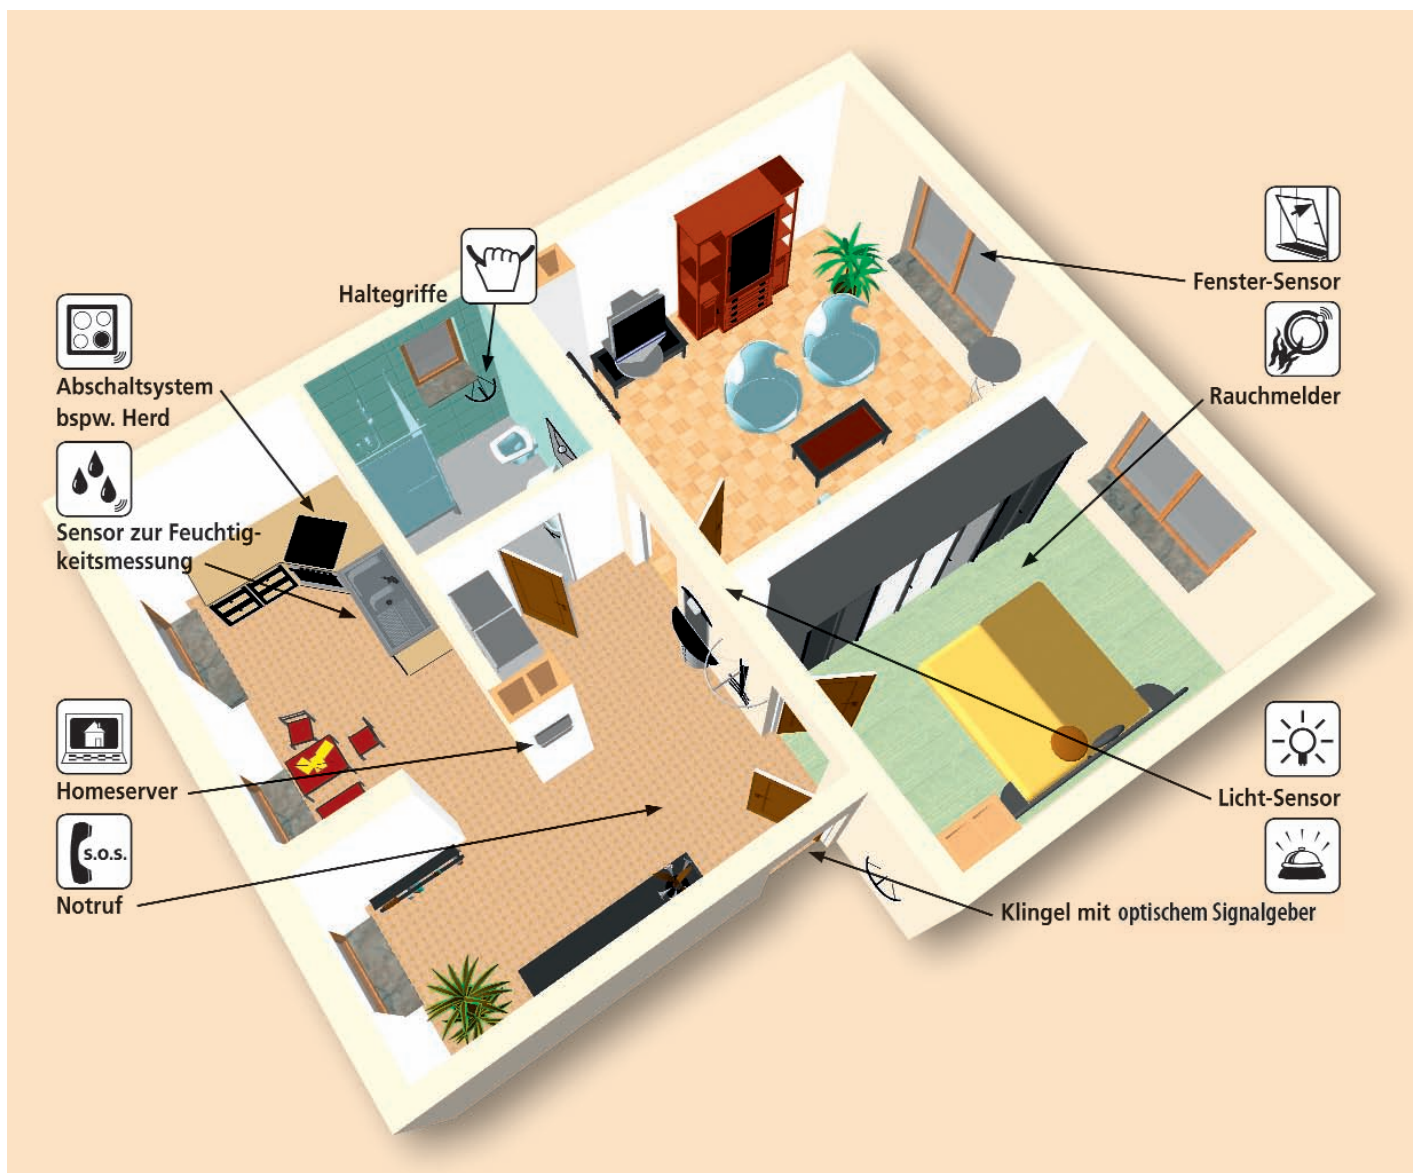 Haltegriffe
Abschaltsystem
bspw. Herd
Sensor zur Feuchtig-
keitsmessung
Homeserver
s.o.s.
Notruf
Fenster-Sensor
Rauchmelder
Licht-Sensor
Klingel mit optischem Signalgeber